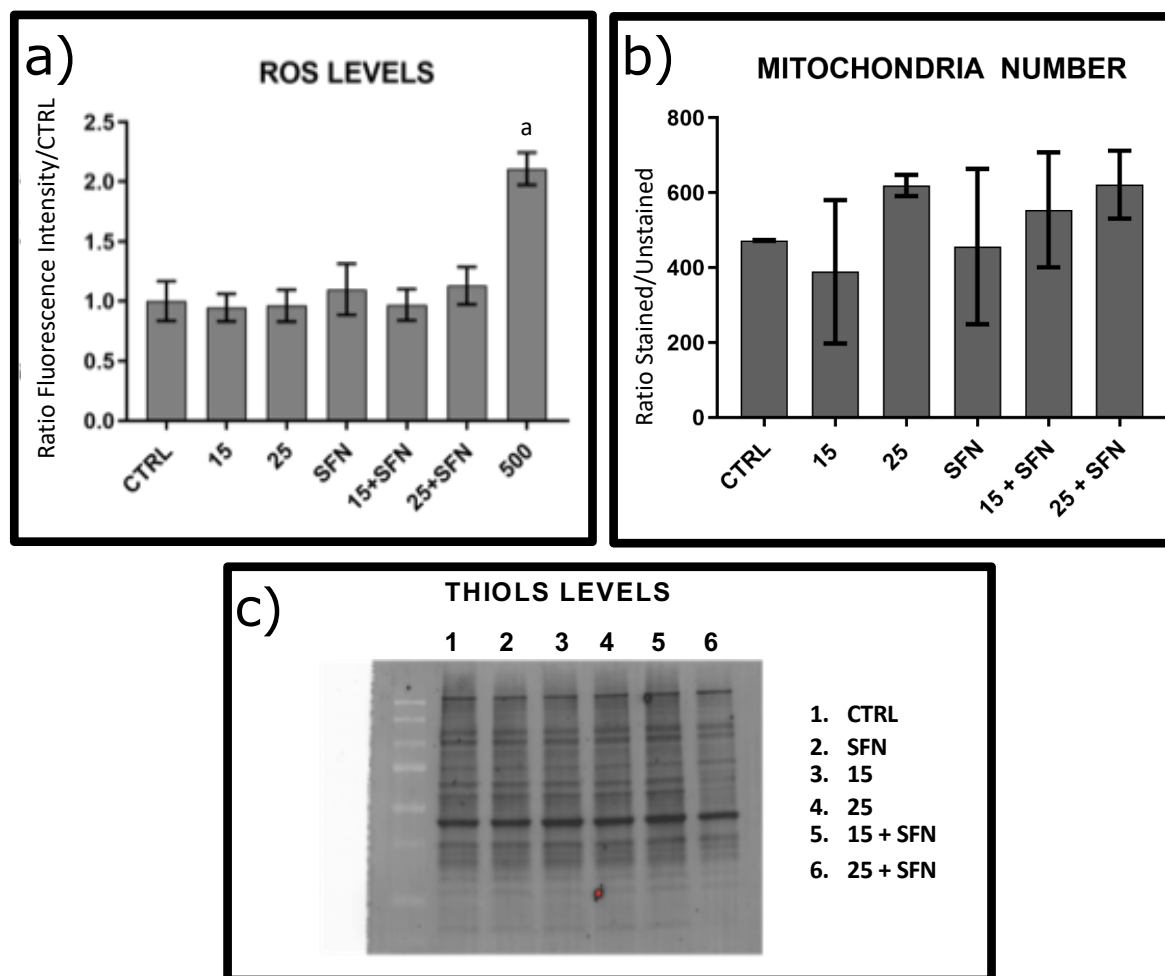 a)
ROS LEVELS
Ratio Fluorescence Intensity/CTRL
2.5
2.0
1.5
1.0
0.5
0.0
a
CTRL
15
25
SFN
15+SFN
25+SFN
500
b)
MITOCHONDRIA NUMBER
Ratio Stained/Unstained
800
600
400
200
0
CTRL
15
25
SFN
15 + SFN
25 + SFN
c)
THIOLS LEVELS
1 2 3 4 5 6
1. CTRL
2. SFN
3. 15
4. 25
5. 15 + SFN
6. 25 + SFN